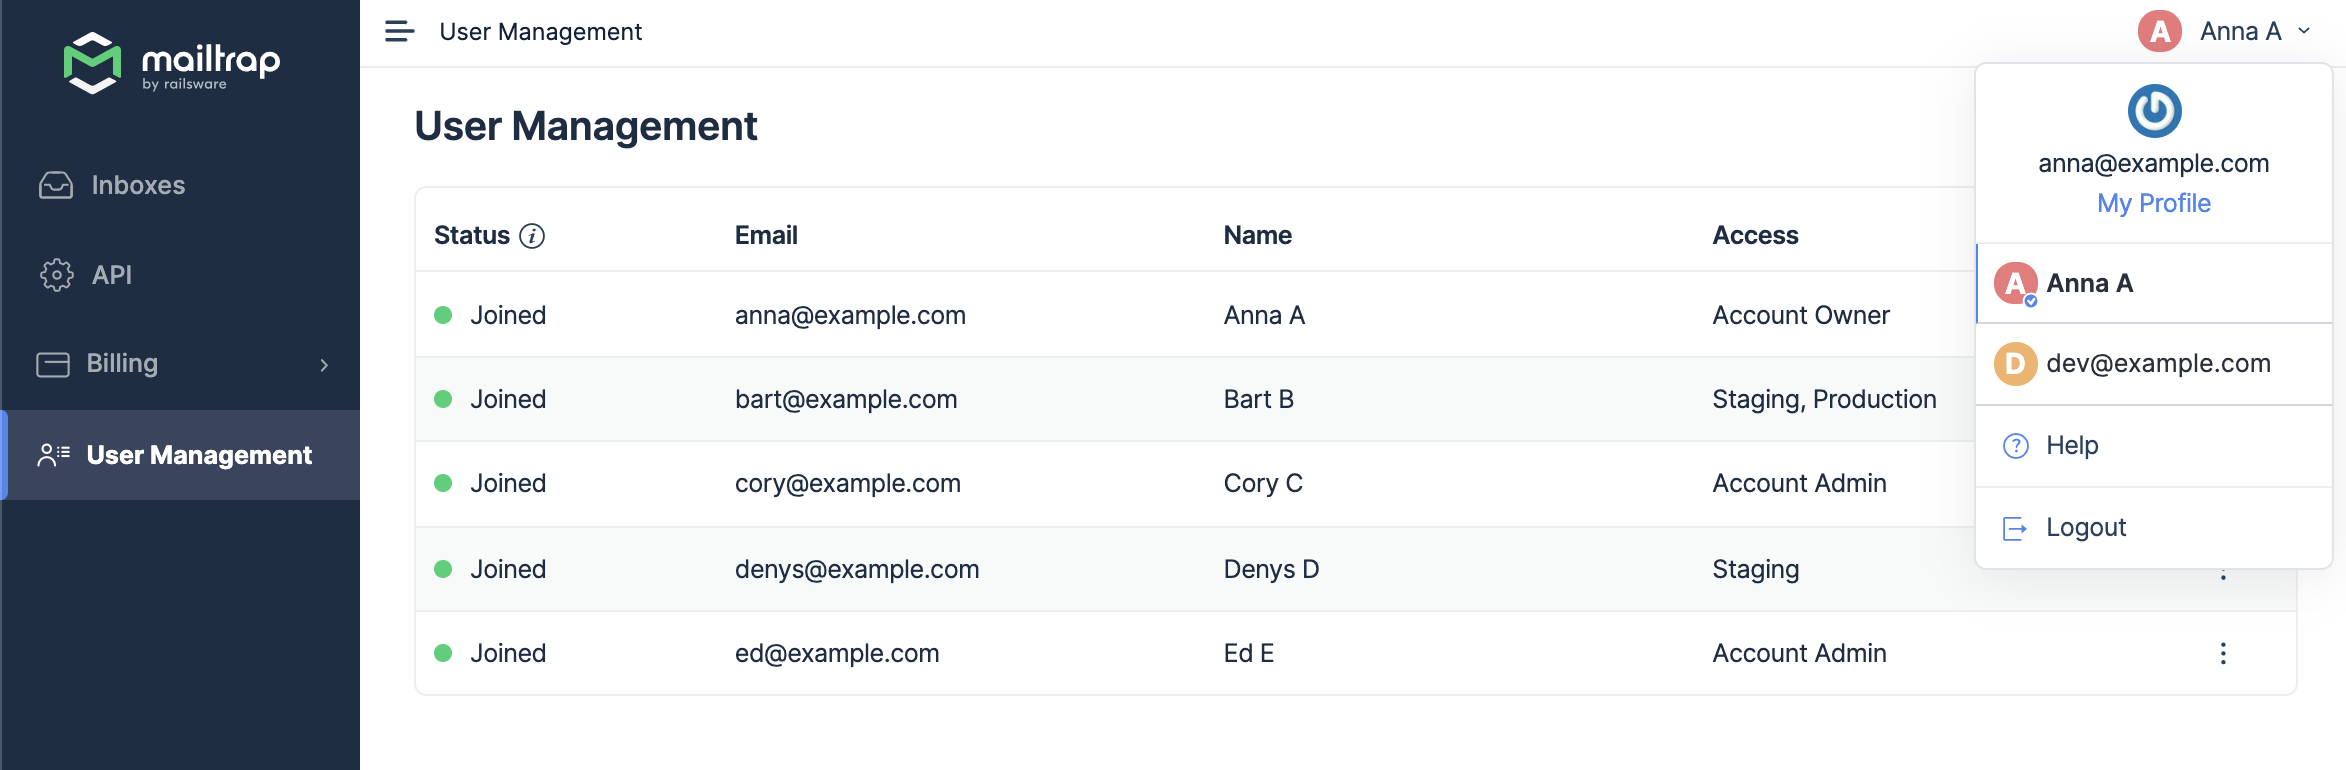 mailtrap
by railsware
Inboxes
API
Billing
User Management
User Management
A Anna A
User Management
Status i Email Name Access
Joined anna@example.com Anna A Account Owner
Joined bart@example.com Bart B Staging, Production
Joined cory@example.com Cory C Account Admin
Joined denys@example.com Denys D Staging
Joined ed@example.com Ed E Account Admin
anna@example.com
My Profile
A Anna A
D dev@example.com
? Help
Logout